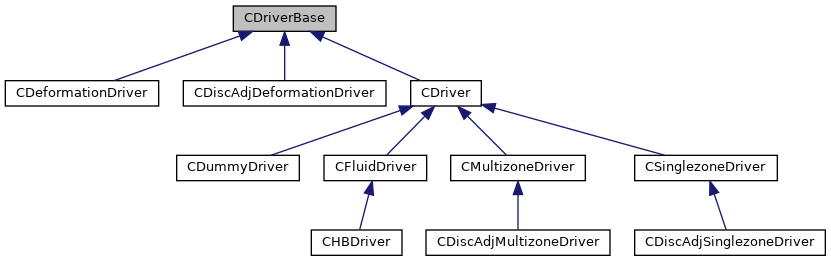 CDriverBase
CDeformationDriver
CDiscAdjDeformationDriver
CDriver
CDummyDriver
CFluidDriver
CMultizoneDriver
CSinglezoneDriver
CHBDriver
CDiscAdjMultizoneDriver
CDiscAdjSinglezoneDriver